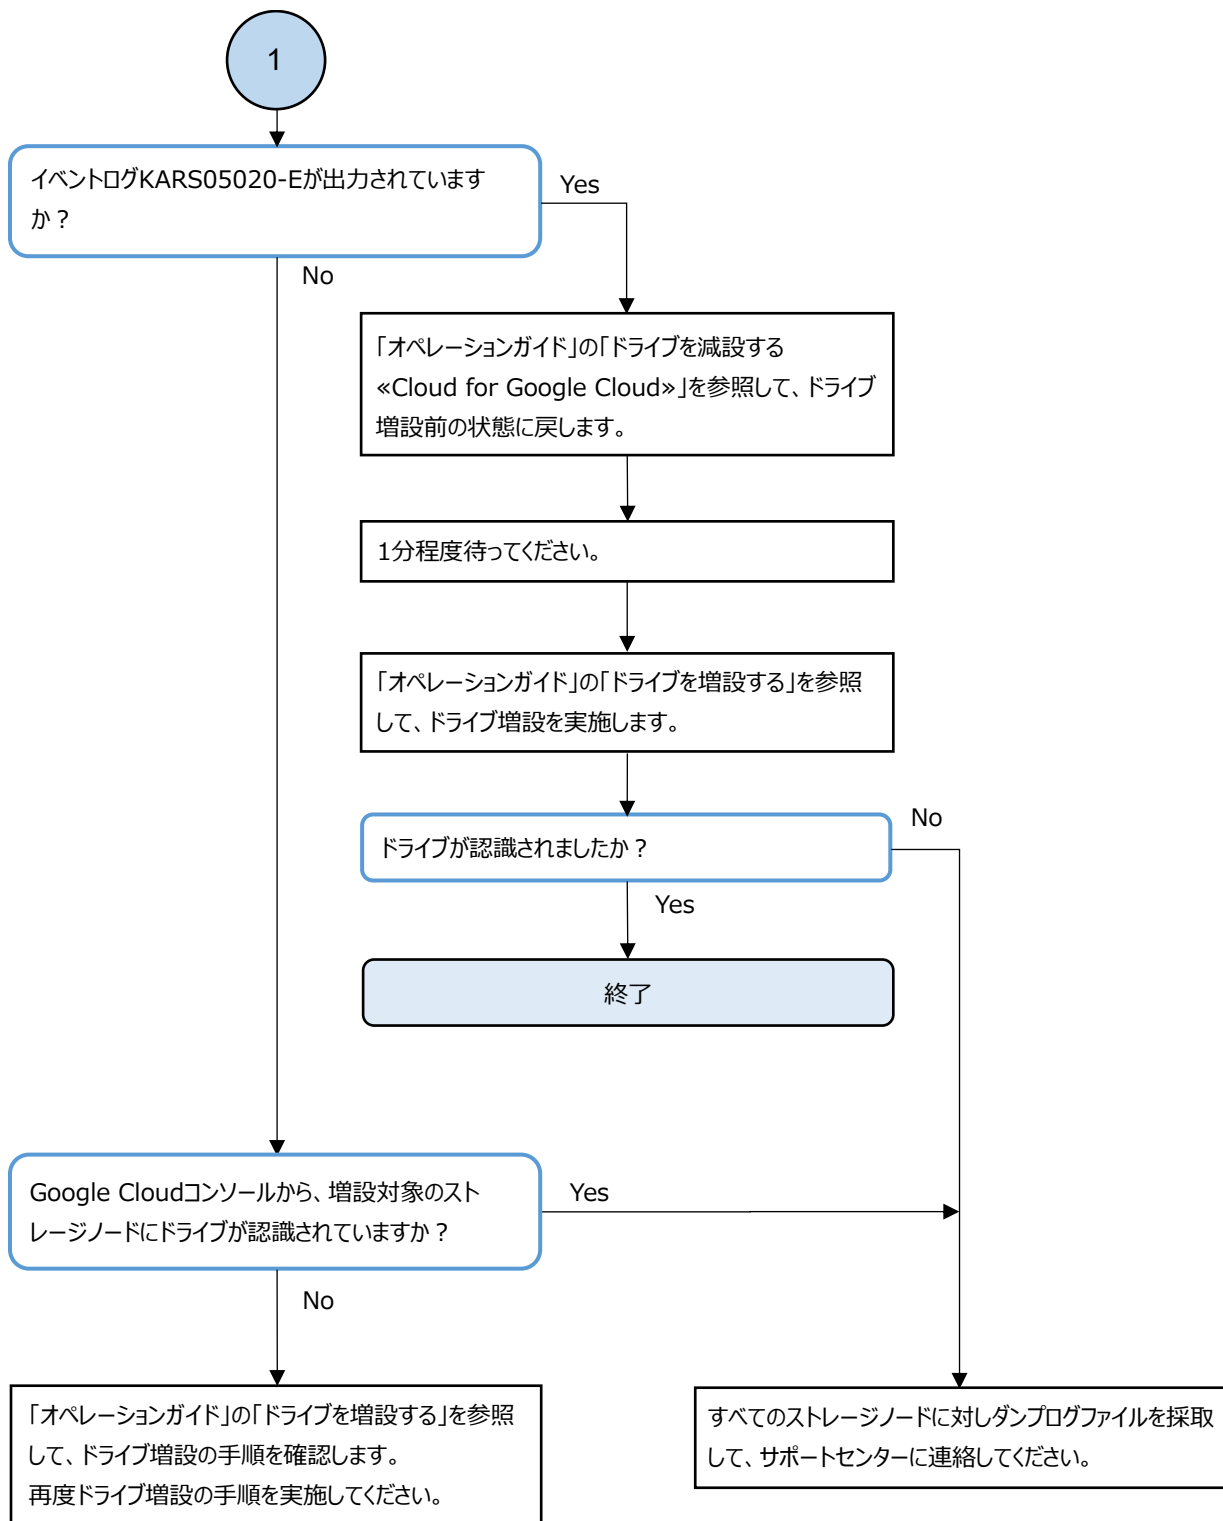 1
イベントログKARS05020-Eが出力されています
か？
Yes
No
「オペレーションガイド」の「ドライブを減設する
≪Cloud for Google Cloud≫」を参照して、ドライブ
増設前の状態に戻します。
1分程度待ってください。
「オペレーションガイド」の「ドライブを増設する」を参照
して、ドライブ増設を実施します。
ドライブが認識されましたか？
No
Yes
終了
Google Cloudコンソールから、増設対象のスト
レージノードにドライブが認識されていますか？
Yes
No
「オペレーションガイド」の「ドライブを増設する」を参照
して、ドライブ増設の手順を確認します。
再度ドライブ増設の手順を実施してください。
すべてのストレージノードに対しダンプログファイルを採取
して、サポートセンターに連絡してください。